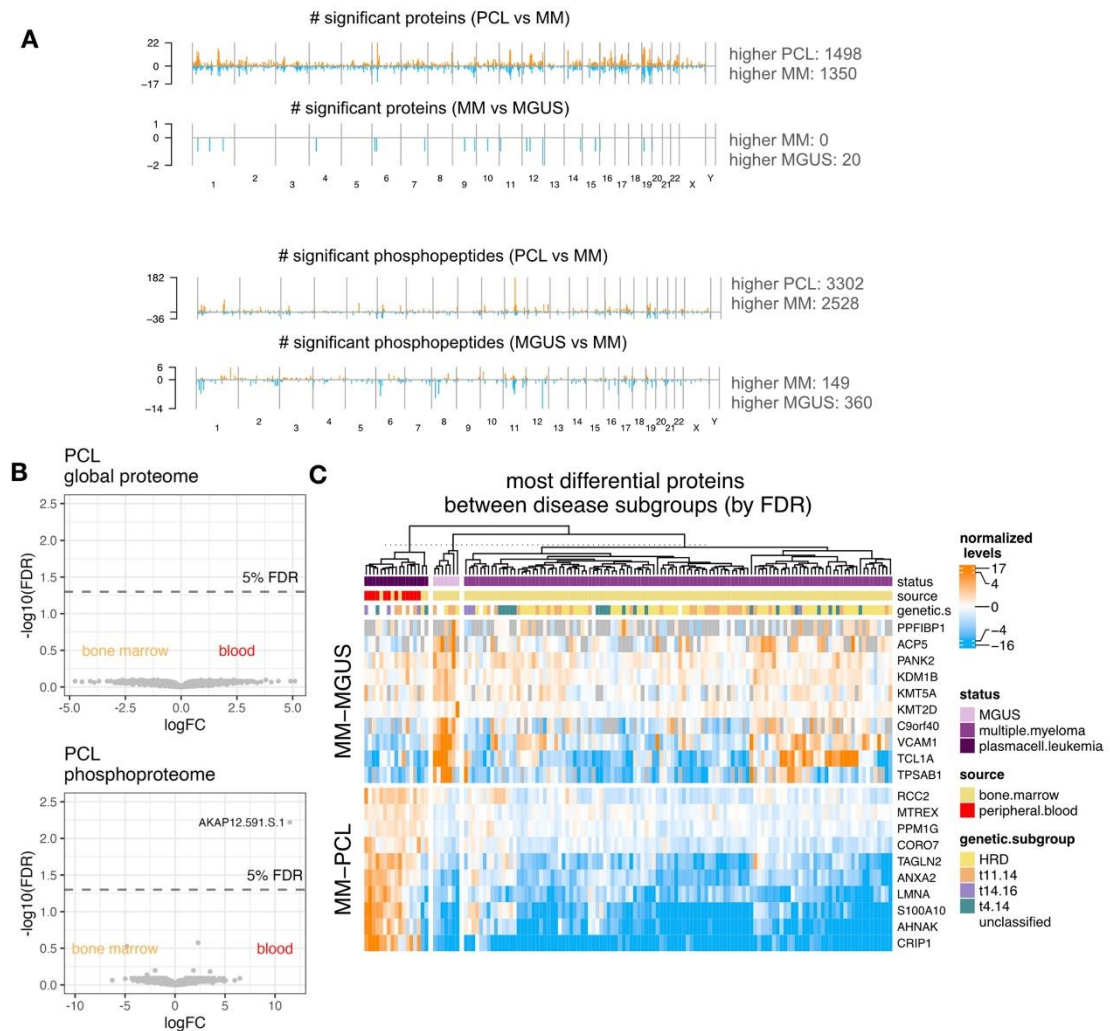 A
# significant proteins (PCL vs MM)
22
0
−17
higher PCL: 1498
higher MM: 1350
# significant proteins (MM vs MGUS)
1
0
−2
higher MM: 0
higher MGUS: 20
1 2 3 4 5 6 7 8 9 10 11 12 13 14 15 16 17 18 19 20 21 22 X Y
# significant phosphopeptides (PCL vs MM)
182
−36
higher PCL: 3302
higher MM: 2528
# significant phosphopeptides (MGUS vs MM)
6
0
−14
higher MM: 149
higher MGUS: 360
1 2 3 4 5 6 7 8 9 10 11 12 13 14 15 16 17 18 19 20 21 22 X Y
B
PCL
global proteome
-log10(FDR)
2.5
2.0
1.5
1.0
0.5
0.0
5% FDR
bone marrow
blood
-5.0 -2.5 0.0 2.5 5.0
logFC
PCL
phosphoproteome
-log10(FDR)
2.5
2.0
1.5
1.0
0.5
0.0
AKAP12.591.S.1
5% FDR
bone marrow
blood
-10 -5 0 5 10
logFC
C
most differential proteins
between disease subgroups (by FDR)
status
source
genetic.s
MM−MGUS
PPFIBP1
ACP5
PANK2
KDM1B
KMT5A
KMT2D
C9orf40
VCAM1
TCL1A
TPSAB1
MM−PCL
RCC2
MTREX
PPM1G
CORO7
TAGLN2
ANXA2
LMNA
S100A10
AHNAK
CRIP1
normalized
levels
17
4
0
−4
−16
status
MGUS
multiple.myeloma
plasmacell.leukemia
source
bone.marrow
peripheral.blood
genetic.subgroup
HRD
t11.14
t14.16
t4.14
unclassified